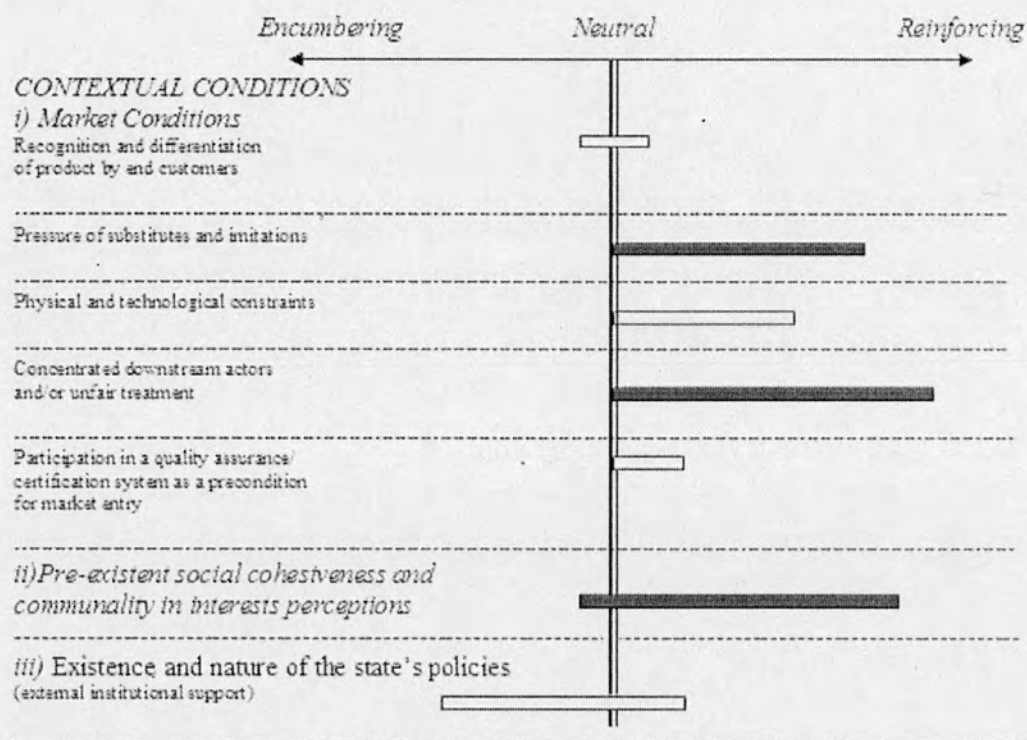 Encumbering Neutral Reinforcing
CONTEXTUAL CONDITIONS
i) Market Conditions
Recognition and differentiation
of product by end customers
Pressure of substitutes and imitations
Physical and technological constraints
Concentrated downstream actors
and/or unfair treatment
Participation in a quality assurance/
certification system as a precondition
for market entry
ii)Pre-existent social cohesiveness and
communality in interests perceptions
iii) Existence and nature of the state's policies
(external institutional support)